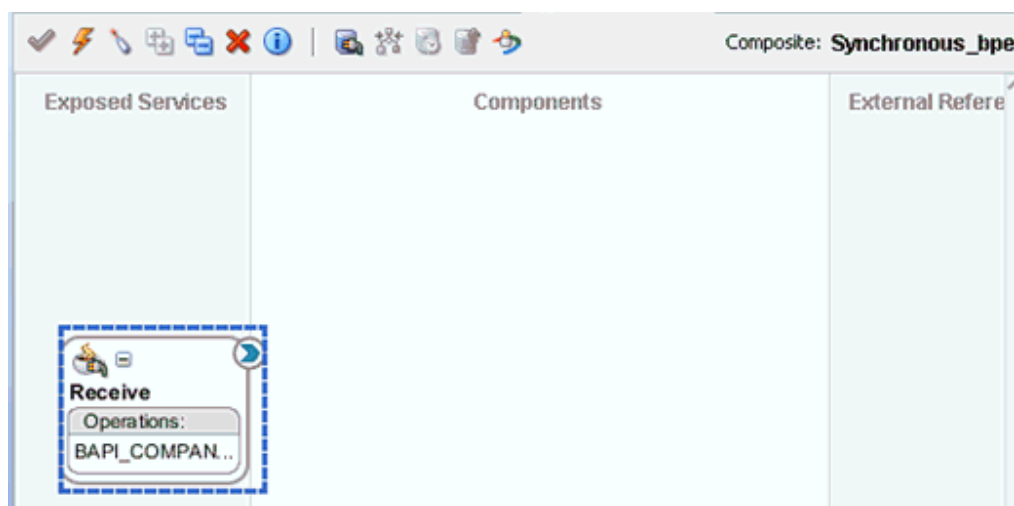 Composite: Synchronous_bpe
Exposed Services
Components
External Refere
Receive
Operations:
BAPI_COMPAN...